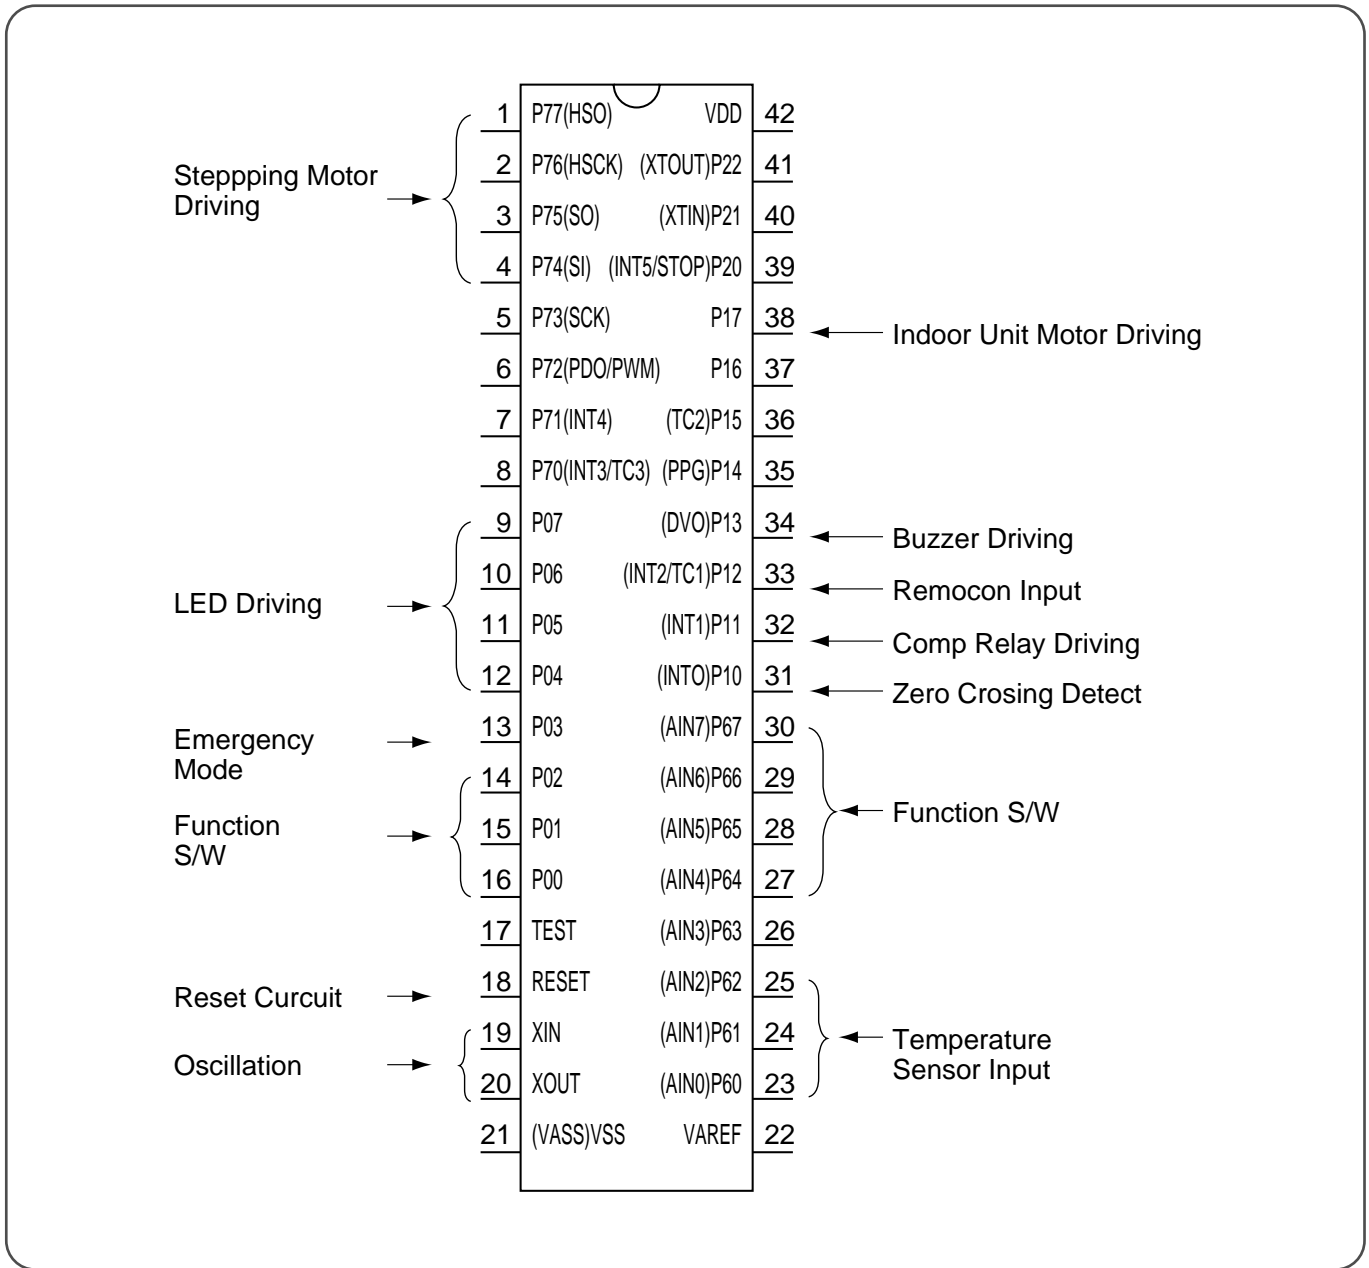 1 P77(HSO) VDD 42
Steppping Motor
Driving
2 P76(HSCK) (XTOUT)P22 41
3 P75(SO) (XTIN)P21 40
4 P74(SI) (INT5/STOP)P20 39
5 P73(SCK) P17 38
Indoor Unit Motor Driving
6 P72(PDO/PWM) P16 37
7 P71(INT4) (TC2)P15 36
8 P70(INT3/TC3) (PPG)P14 35
9 P07 (DVO)P13 34
Buzzer Driving
10 P06 (INT2/TC1)P12 33
Remocon Input
LED Driving
11 P05 (INT1)P11 32
Comp Relay Driving
12 P04 (INTO)P10 31
Zero Crosing Detect
13 P03 (AIN7)P67 30
Emergency
Mode
14 P02 (AIN6)P66 29
Function S/W
Function
S/W
15 P01 (AIN5)P65 28
16 P00 (AIN4)P64 27
17 TEST (AIN3)P63 26
18 RESET (AIN2)P62 25
Reset Curcuit
19 XIN (AIN1)P61 24
Temperature
Sensor Input
Oscillation
20 XOUT (AIN0)P60 23
21 (VASS)VSS VAREF 22